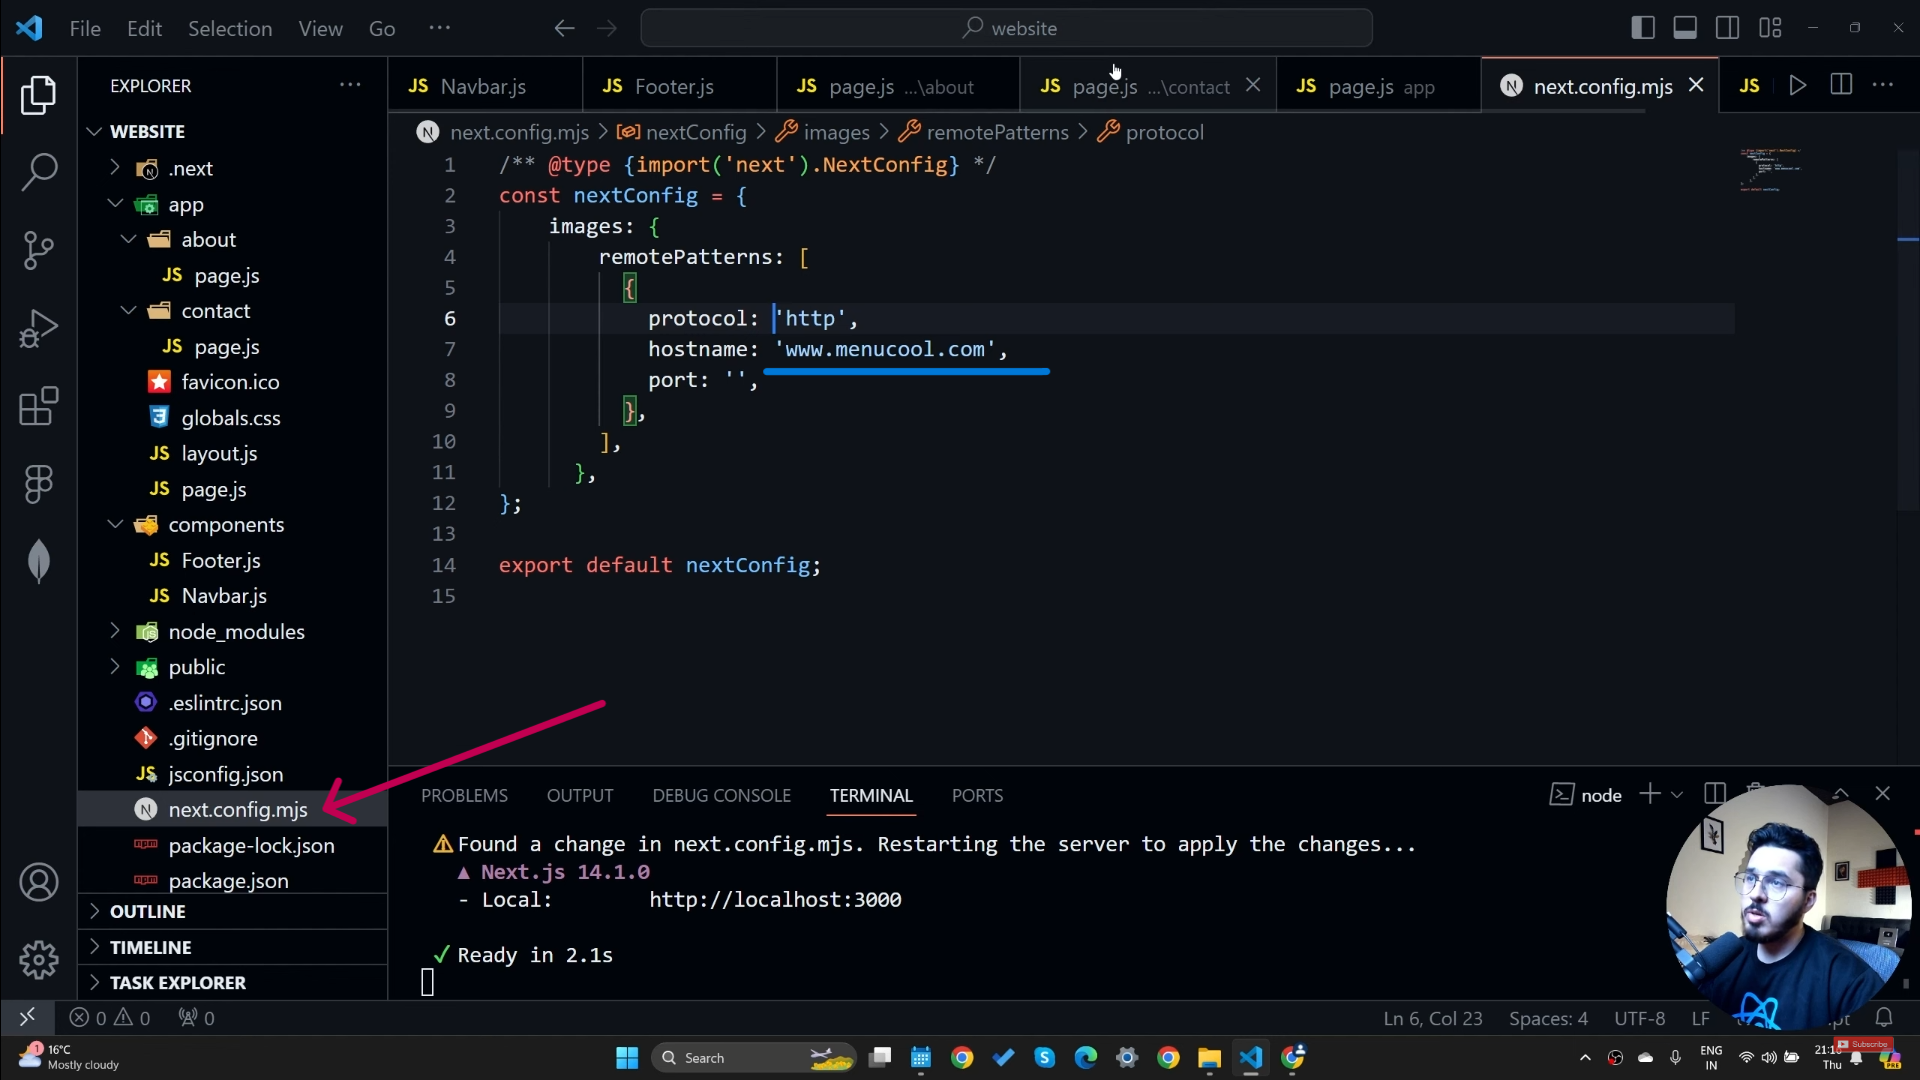 File Edit Selection View Go ···
website
EXPLORER
WEBSITE
.next
app
about
JS page.js
contact
JS page.js
favicon.ico
globals.css
JS layout.js
JS page.js
components
JS Footer.js
JS Navbar.js
node_modules
public
.eslintrc.json
.gitignore
JS jsconfig.json
N next.config.mjs
package-lock.json
package.json
OUTLINE
TIMELINE
TASK EXPLORER
JS Navbar.js JS Footer.js JS page.js ...\about JS page.js ...\contact JS page.js app N next.config.mjs JS
N next.config.mjs > nextConfig > images > remotePatterns > protocol
1 /** @type {import('next').NextConfig} */
2 const nextConfig = {
3 images: {
4 remotePatterns: [
5 {
6 protocol: 'http',
7 hostname: 'www.menucool.com',
8 port: '',
9 },
10 ],
11 },
12 };
13
14 export default nextConfig;
15
PROBLEMS OUTPUT DEBUG CONSOLE TERMINAL PORTS
node
Found a change in next.config.mjs. Restarting the server to apply the changes...
▲ Next.js 14.1.0
- Local: http://localhost:3000
✓ Ready in 2.1s
0 0 0
Ln 6, Col 23 Spaces: 4 UTF-8 LF
1
16°C
Mostly cloudy
Search
ENG
IN
Thu
Subscribe
PRE